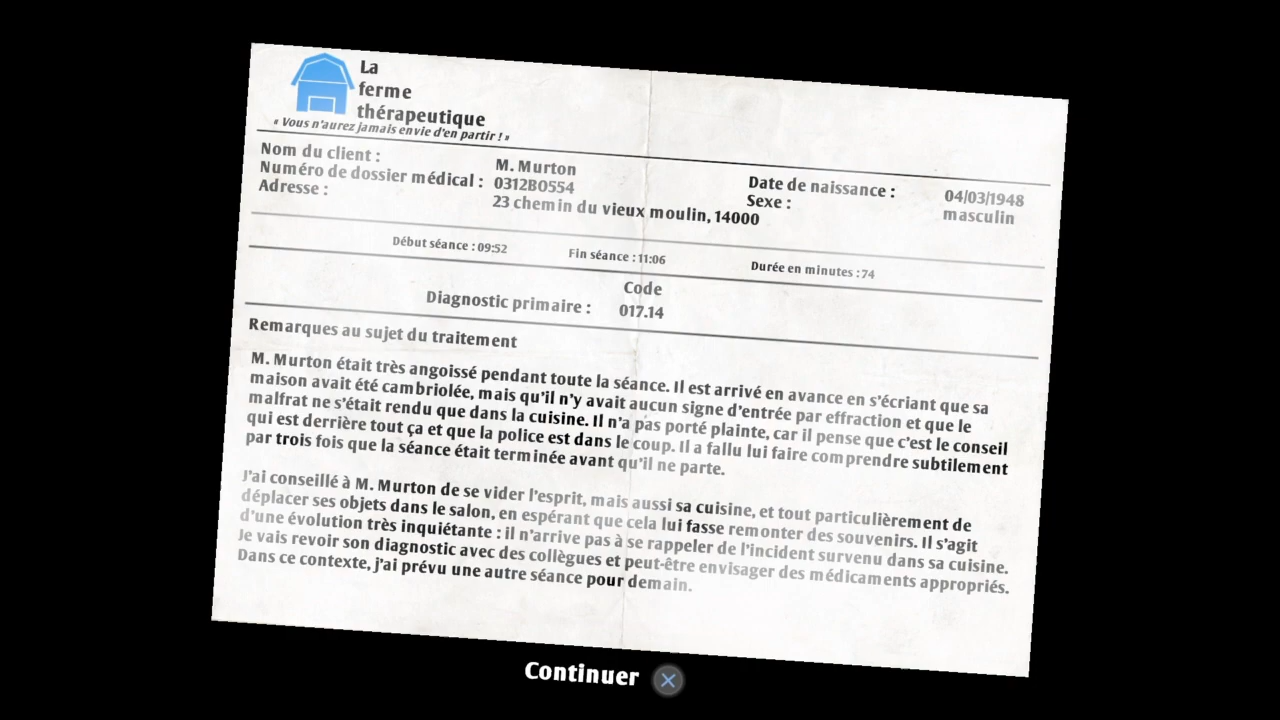 La
ferme
thérapeutique
« Vous n'aurez jamais envie d'en partir ! »
Nom du client : M. Murton
Numéro de dossier médical : 0312B0554
Adresse : 23 chemin du vieux moulin, 14000
Date de naissance : 04/03/1948
Sexe : masculin
Début séance : 09:52 Fin séance : 11:06 Durée en minutes : 74
Code
Diagnostic primaire : 017.14
Remarques au sujet du traitement
M. Murton était très angoissé pendant toute la séance. Il est arrivé en avance en s'écriant que sa
maison avait été cambriolée, mais qu'il n'y avait aucun signe d'entrée par effraction et que le
malfrat ne s'était rendu que dans la cuisine. Il n'a pas porté plainte, car il pense que c'est le conseil
qui est derrière tout ça et que la police est dans le coup. Il a fallu lui faire comprendre subtilement
par trois fois que la séance était terminée avant qu'il ne parte.
J'ai conseillé à M. Murton de se vider l'esprit, mais aussi sa cuisine, et tout particulièrement de
déplacer ses objets dans le salon, en espérant que cela lui fasse remonter des souvenirs. Il s'agit
d'une évolution très inquiétante : il n'arrive pas à se rappeler de l'incident survenu dans sa cuisine.
Je vais revoir son diagnostic avec des collègues et peut-être envisager des médicaments appropriés.
Dans ce contexte, j'ai prévu une autre séance pour demain.
Continuer